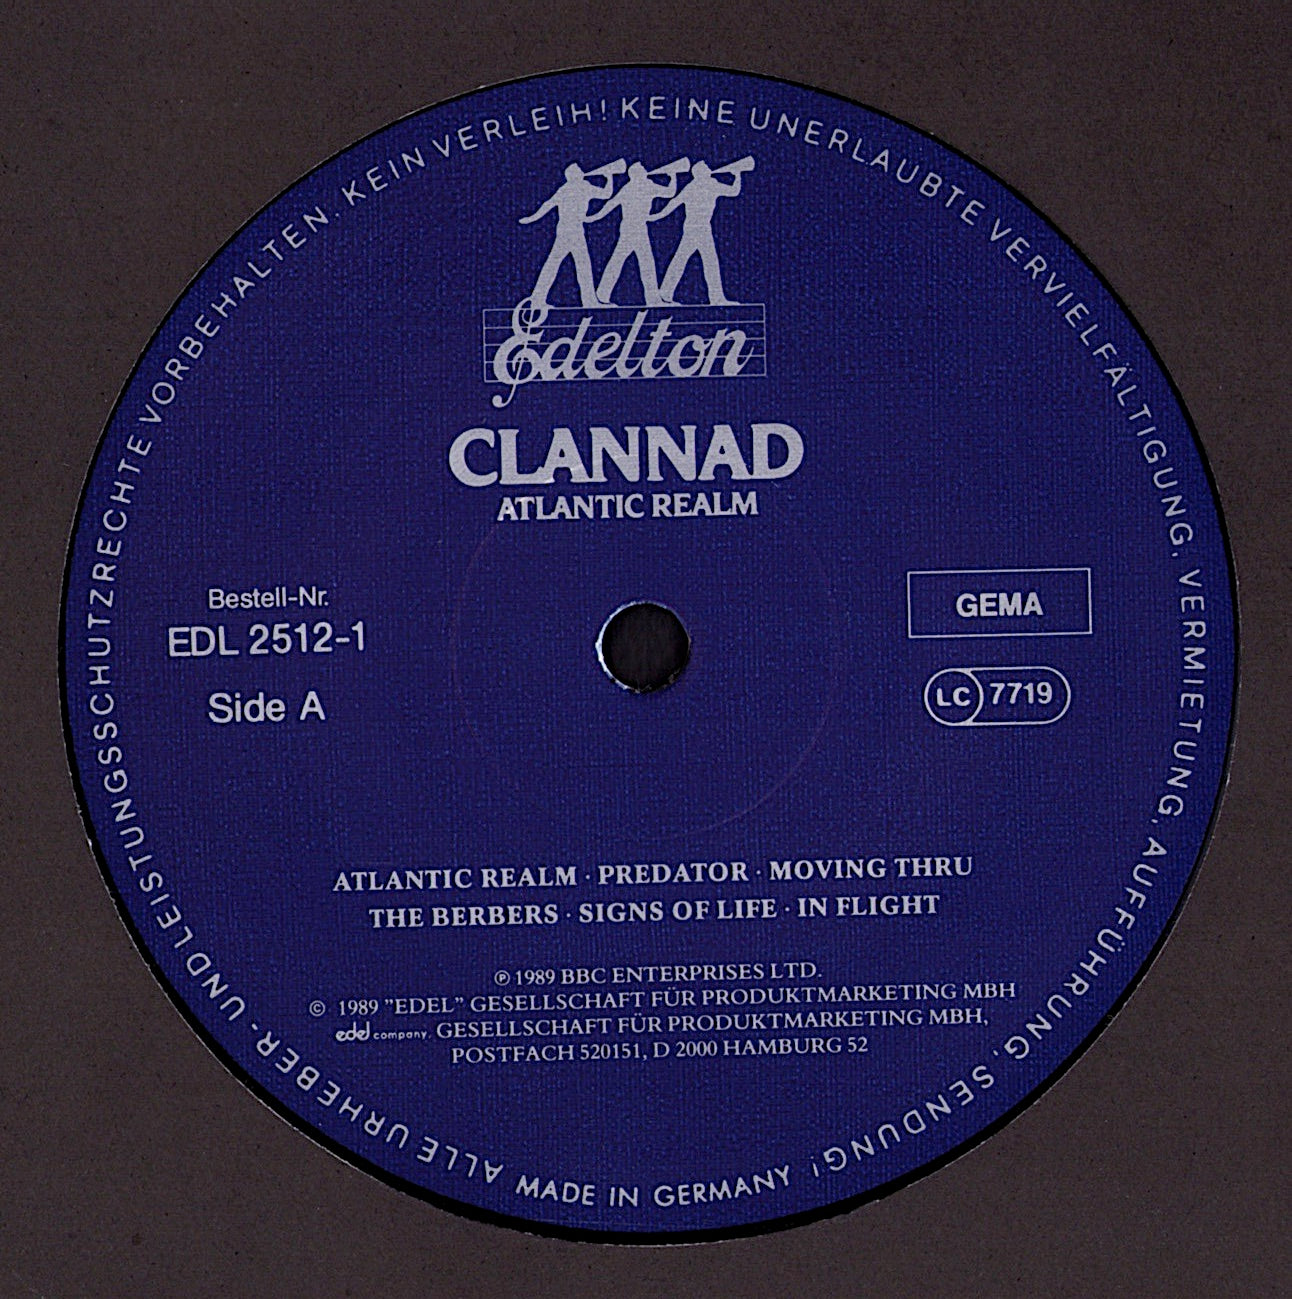 ALLE URHEBER- UND LEISTUNGSSCHUTZRECHTE VORBEHALTEN. KEIN VERLEIH! KEINE UNERLAUBTE VERVIELFÄLTIGUNG, VERMIETUNG, AUFFÜHRUNG, SENDUNG!
Edelton
CLANNAD
ATLANTIC REALM
Bestell-Nr.
EDL 2512-1
Side A
GEMA
LC 7719
ATLANTIC REALM · PREDATOR · MOVING THRU
THE BERBERS · SIGNS OF LIFE · IN FLIGHT
℗ 1989 BBC ENTERPRISES LTD.
© 1989 "EDEL" GESELLSCHAFT FÜR PRODUKTMARKETING MBH
edel company. GESELLSCHAFT FÜR PRODUKTMARKETING MBH,
POSTFACH 520151, D 2000 HAMBURG 52
MADE IN GERMANY